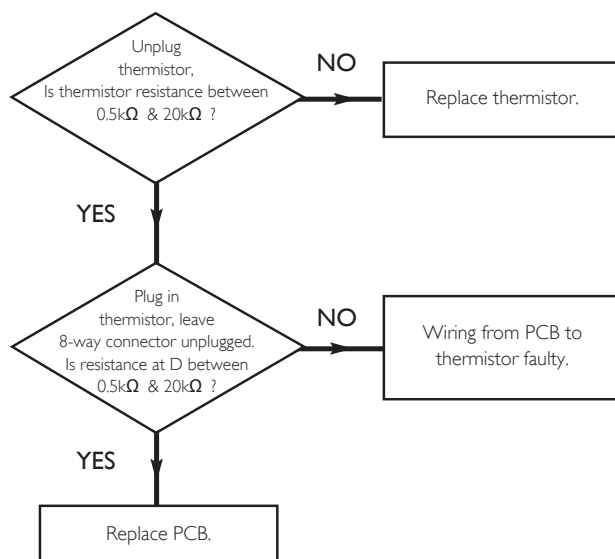 Unplug
thermistor,
Is thermistor resistance between
0.5kΩ & 20kΩ ?
NO
Replace thermistor.
YES
Plug in
thermistor, leave
8-way connector unplugged.
Is resistance at D between
0.5kΩ & 20kΩ ?
NO
Wiring from PCB to
thermistor faulty.
YES
Replace PCB.